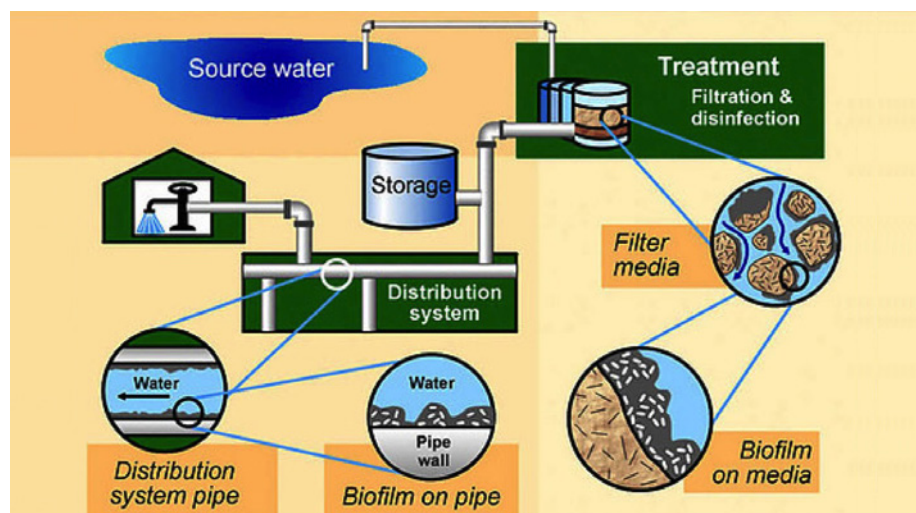 Source water
Treatment
Filtration &
disinfection
Storage
Filter
media
Distribution
system
Water
Water
Pipe
wall
Distribution
system pipe
Biofilm on pipe
Biofilm
on media